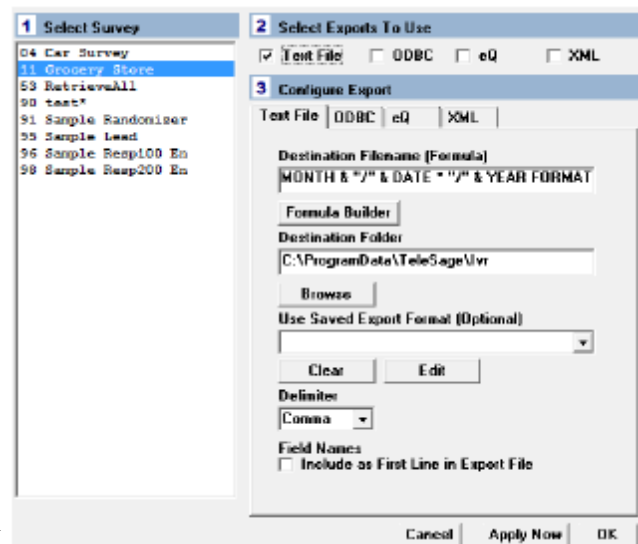 1 Select Survey
04 Car Survey
11 Grocery Store
53 RetrieveAll
90 test*
91 Sample Randomizer
95 Sample Lead
96 Sample Resp100 En
98 Sample Resp200 En
2 Select Exports To Use
Text File ODBC eQ XML
3 Configure Export
Text File ODBC eQ XML
Destination Filename (Formula)
MONTH & "/" & DATE * "/" & YEAR FORMAT
Formula Builder
Destination Folder
C:\ProgramData\TeleSage\Ivr
Browse
Use Saved Export Format (Optional)
Clear Edit
Delimiter
Comma
Field Names
Include as First Line in Export File
Cancel Apply Now OK